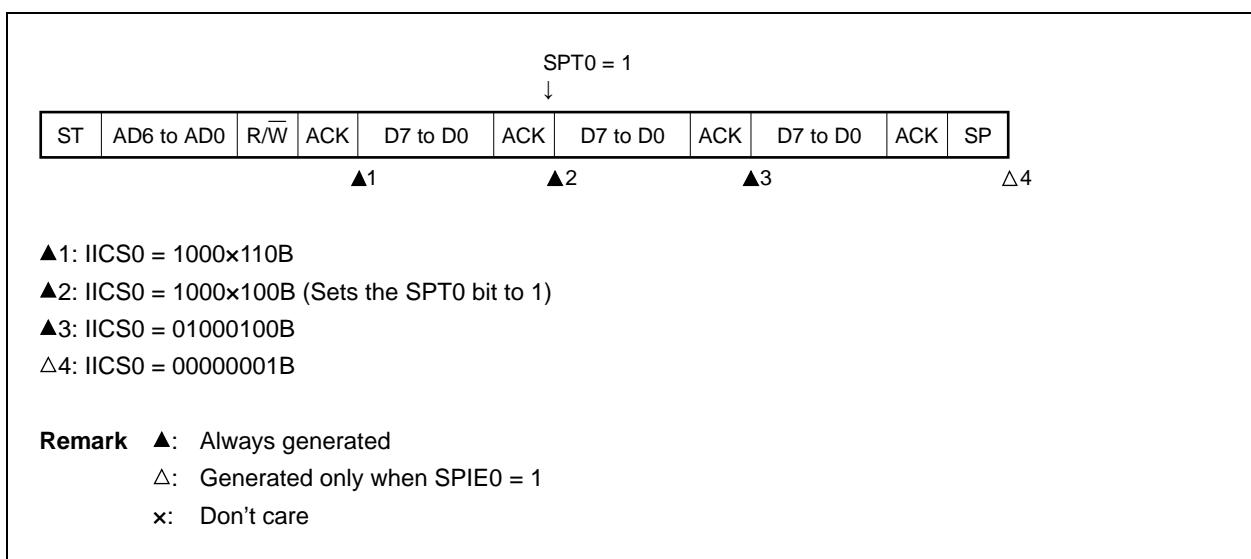 SPT0 = 1
↓
ST AD6 to AD0 R/W̅ ACK D7 to D0 ACK D7 to D0 ACK D7 to D0 ACK SP
▲1 ▲2 ▲3 △4
▲1: IICS0 = 1000×110B
▲2: IICS0 = 1000×100B (Sets the SPT0 bit to 1)
▲3: IICS0 = 01000100B
△4: IICS0 = 00000001B
Remark ▲: Always generated
△: Generated only when SPIE0 = 1
×: Don't care